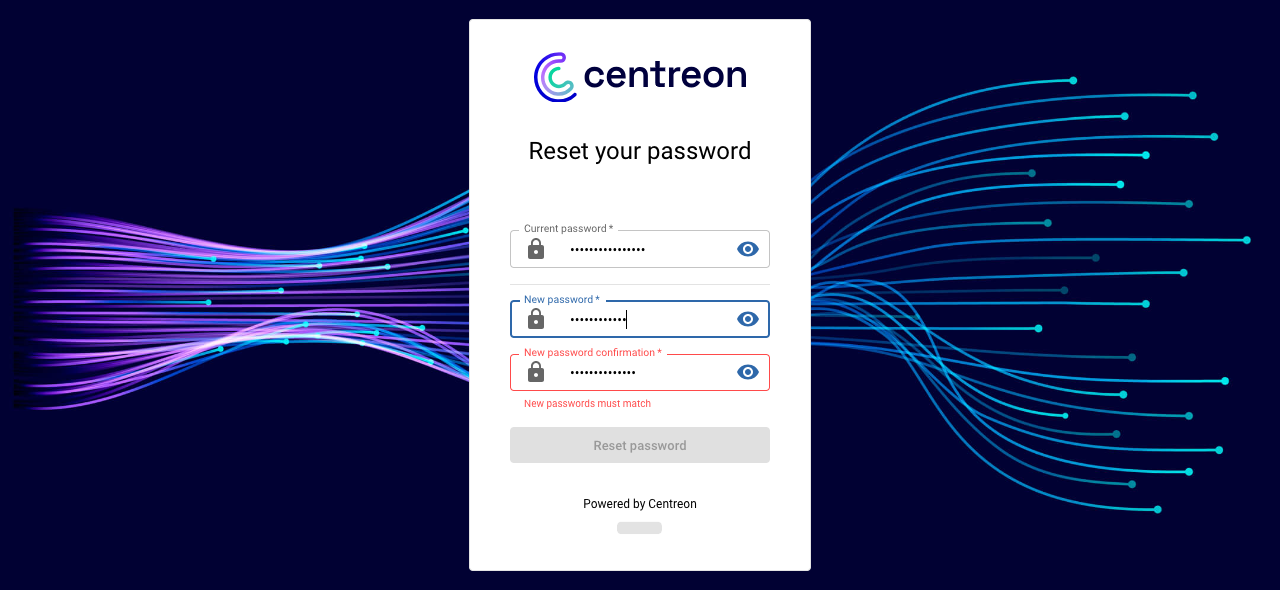 centreon
Reset your password
Current password *
••••••••••••••••
New password *
••••••••••••
New password confirmation *
••••••••••••••
New passwords must match
Reset password
Powered by Centreon